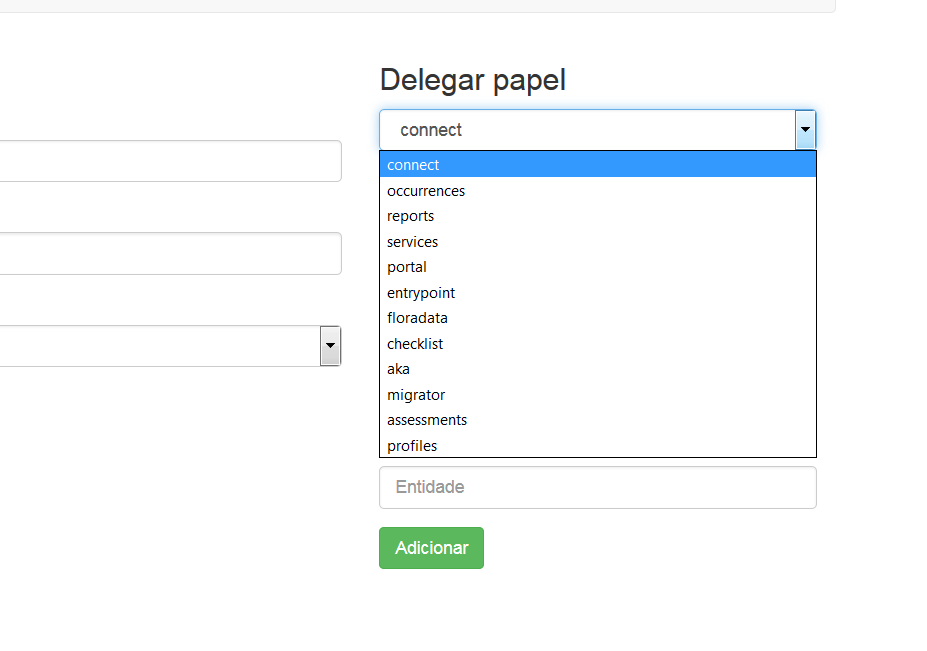 Delegar papel
connect
connect
occurrences
reports
services
portal
entrypoint
floradata
checklist
aka
migrator
assessments
profiles
Entidade
Adicionar